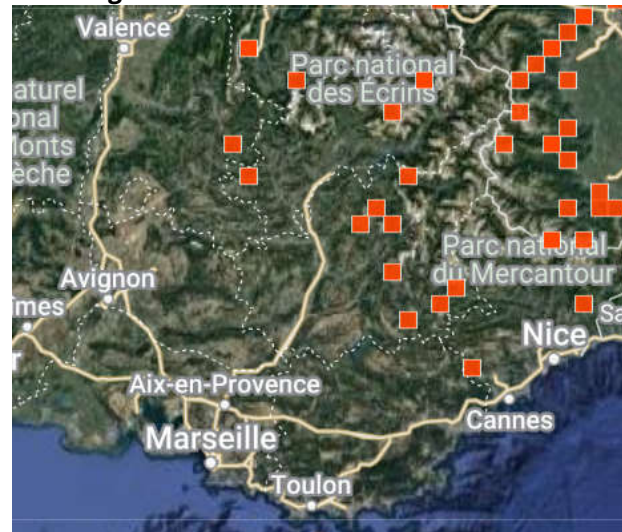 Valence
Parc national
des Écrins
aturel
onal
Monts
èche
Avignon
Parc national
du Mercantour
îmes
Sa
Nice
r
Aix-en-Provence
Cannes
Marseille
Toulon